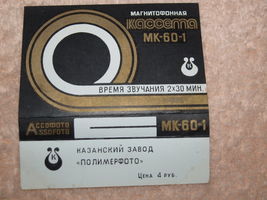 МАГНИТОФОННАЯ
кассета
МК-60-1
ВРЕМЯ ЗВУЧАНИЯ 2×30 МИН.
АССОФОТО
ASSOFOTO
МК-60-1
К
КАЗАНСКИЙ ЗАВОД
«ПОЛИМЕРФОТО»
ЦЕНА 4 РУБ.